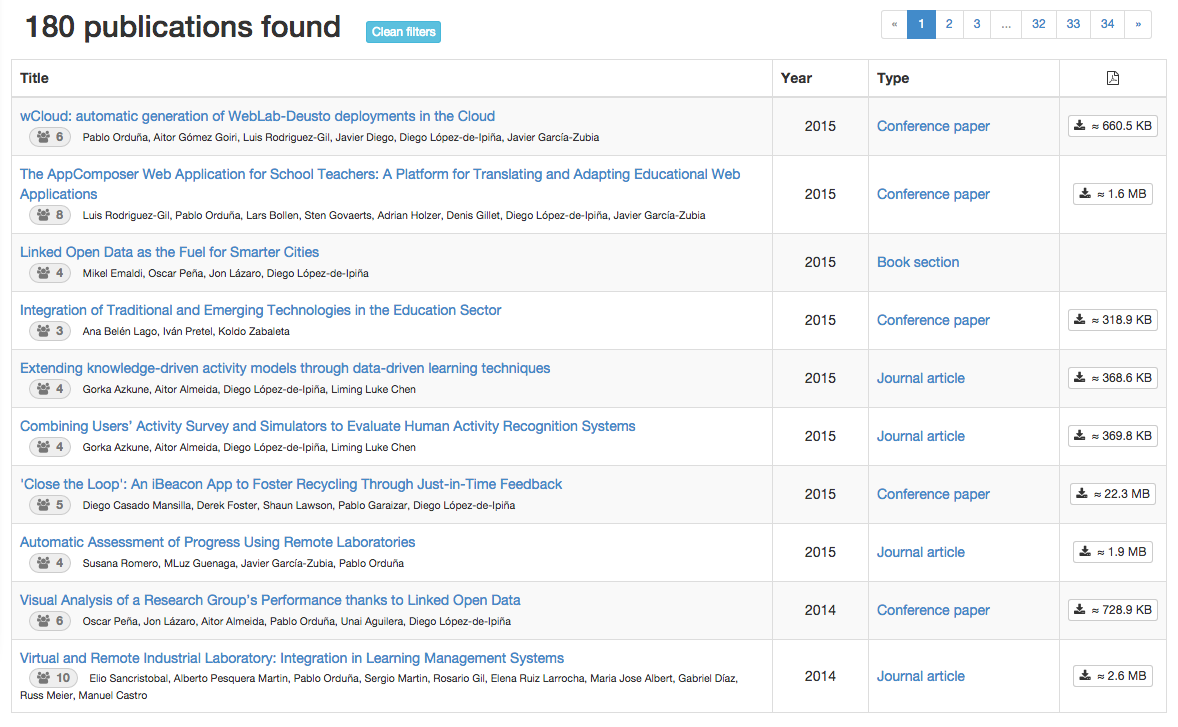 180 publications found Clean filters « 1 2 3 ... 32 33 34 »
Title Year Type
wCloud: automatic generation of WebLab-Deusto deployments in the Cloud
6 Pablo Orduña, Aitor Gómez Goiri, Luis Rodriguez-Gil, Javier Diego, Diego López-de-Ipiña, Javier García-Zubia
2015 Conference paper ≈ 660.5 KB
The AppComposer Web Application for School Teachers: A Platform for Translating and Adapting Educational Web
Applications
8 Luis Rodriguez-Gil, Pablo Orduña, Lars Bollen, Sten Govaerts, Adrian Holzer, Denis Gillet, Diego López-de-Ipiña, Javier García-Zubia
2015 Conference paper ≈ 1.6 MB
Linked Open Data as the Fuel for Smarter Cities
4 Mikel Emaldi, Oscar Peña, Jon Lázaro, Diego López-de-Ipiña
2015 Book section
Integration of Traditional and Emerging Technologies in the Education Sector
3 Ana Belén Lago, Iván Pretel, Koldo Zabaleta
2015 Conference paper ≈ 318.9 KB
Extending knowledge-driven activity models through data-driven learning techniques
4 Gorka Azkune, Aitor Almeida, Diego López-de-Ipiña, Liming Luke Chen
2015 Journal article ≈ 368.6 KB
Combining Users' Activity Survey and Simulators to Evaluate Human Activity Recognition Systems
4 Gorka Azkune, Aitor Almeida, Diego López-de-Ipiña, Liming Luke Chen
2015 Journal article ≈ 369.8 KB
'Close the Loop': An iBeacon App to Foster Recycling Through Just-in-Time Feedback
5 Diego Casado Mansilla, Derek Foster, Shaun Lawson, Pablo Garaizar, Diego López-de-Ipiña
2015 Conference paper ≈ 22.3 MB
Automatic Assessment of Progress Using Remote Laboratories
4 Susana Romero, MLuz Guenaga, Javier García-Zubia, Pablo Orduña
2015 Journal article ≈ 1.9 MB
Visual Analysis of a Research Group's Performance thanks to Linked Open Data
6 Oscar Peña, Jon Lázaro, Aitor Almeida, Pablo Orduña, Unai Aguilera, Diego López-de-Ipiña
2014 Conference paper ≈ 728.9 KB
Virtual and Remote Industrial Laboratory: Integration in Learning Management Systems
10 Elio Sancristobal, Alberto Pesquera Martin, Pablo Orduña, Sergio Martin, Rosario Gil, Elena Ruiz Larrocha, Maria Jose Albert, Gabriel Díaz,
Russ Meier, Manuel Castro
2014 Journal article ≈ 2.6 MB